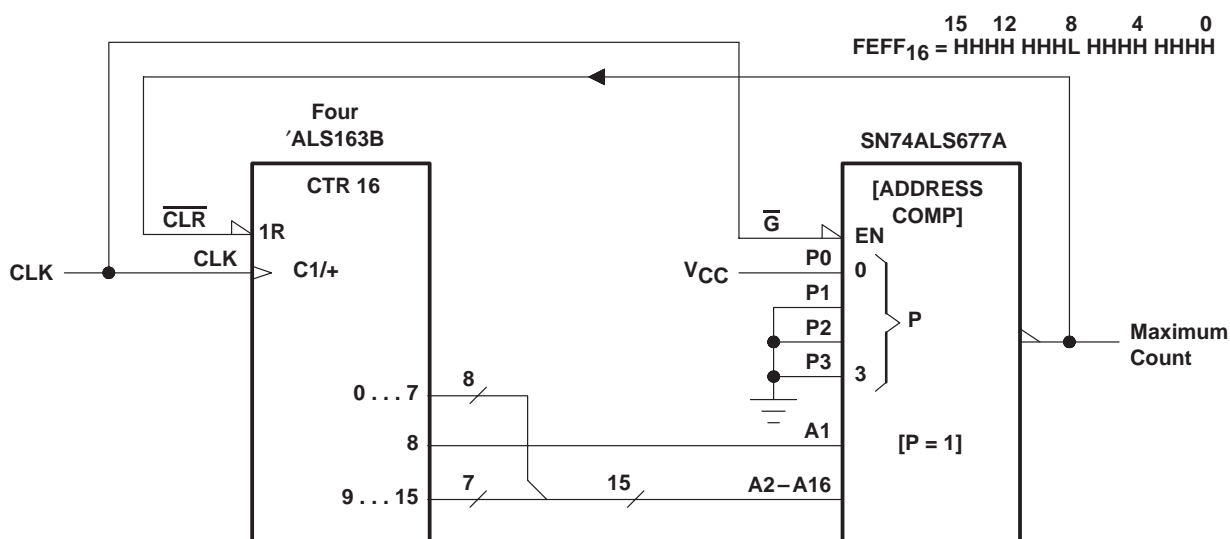 15 12 8 4 0
FEFF16 = HHHH HHHL HHHH HHHH
Four
′ALS163B
CTR 16
CLR
1R
CLK
CLK
C1/+
0 . . . 7
8
8
9 . . . 15
7
15
SN74ALS677A
[ADDRESS
COMP]
G
EN
VCC
P0
0
P1
P2
P
P3
3
A1
[P = 1]
A2–A16
Maximum
Count